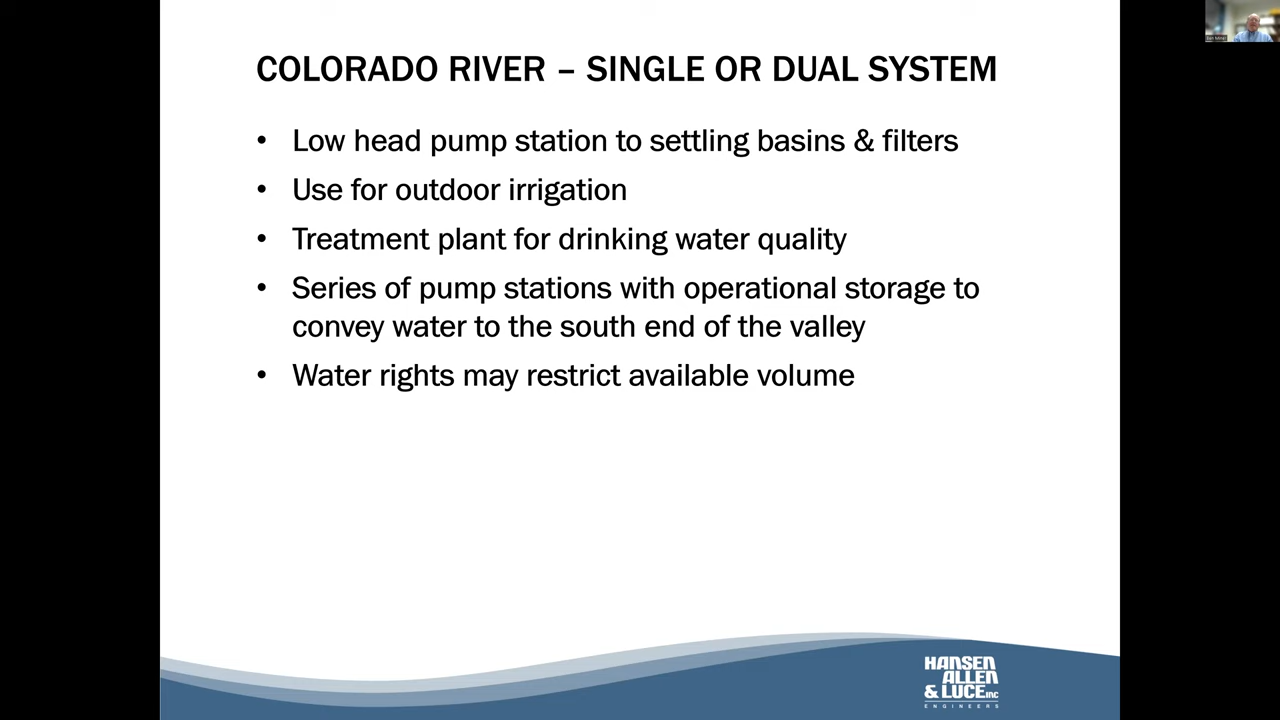 COLORADO RIVER – SINGLE OR DUAL SYSTEM
• Low head pump station to settling basins & filters
• Use for outdoor irrigation
• Treatment plant for drinking water quality
• Series of pump stations with operational storage to
convey water to the south end of the valley
• Water rights may restrict available volume
HANSEN
ALLEN
& LUCE INC
ENGINEERS